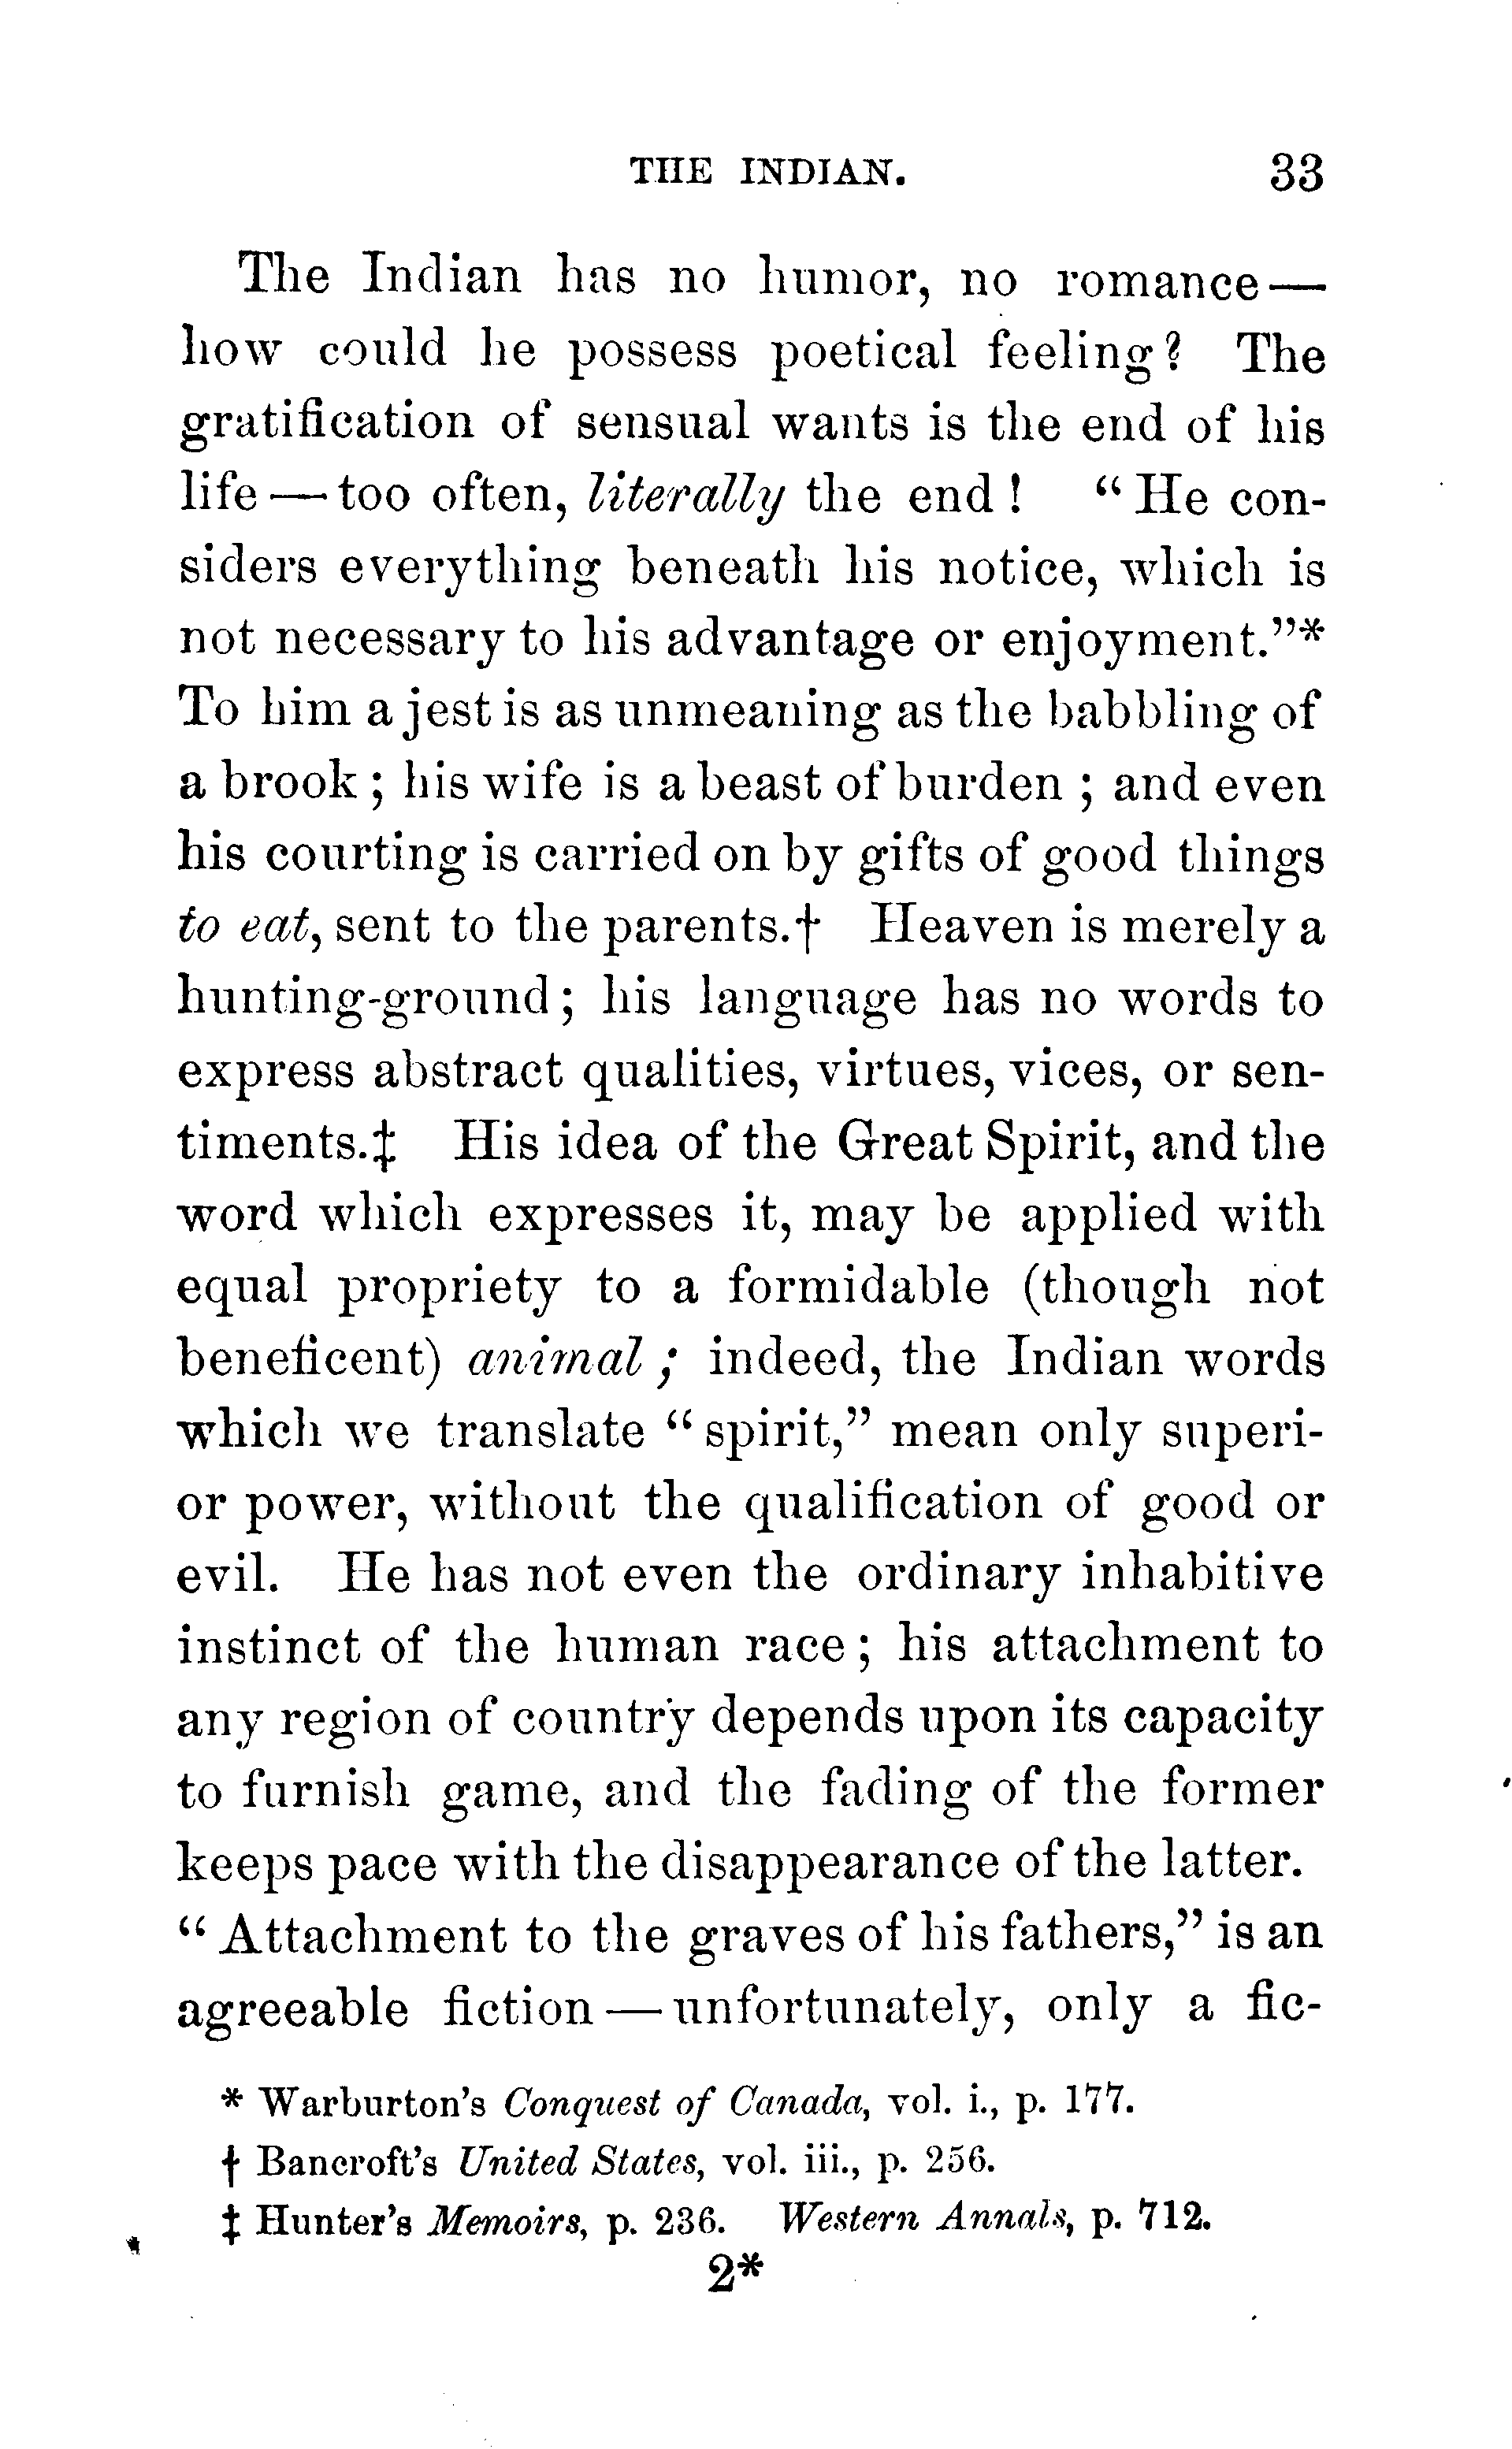 THE INDIAN. 33
The Indian has no humor, no romance—
how could he possess poetical feeling? The
gratification of sensual wants is the end of his
life — too often, literally the end! “ He con-
siders everything beneath his notice, which is
not necessary to his advantage or enjoyment.”*
To him a jest is as unmeaning as the babbling of
a brook ; his wife is a beast of burden ; and even
his courting is carried on by gifts of good things
to eat, sent to the parents.† Heaven is merely a
hunting-ground ; his language has no words to
express abstract qualities, virtues, vices, or sen-
timents.‡ His idea of the Great Spirit, and the
word which expresses it, may be applied with
equal propriety to a formidable (though not
beneficent) animal ; indeed, the Indian words
which we translate “ spirit,” mean only superi-
or power, without the qualification of good or
evil. He has not even the ordinary inhabitive
instinct of the human race ; his attachment to
any region of country depends upon its capacity
to furnish game, and the fading of the former
keeps pace with the disappearance of the latter.
“ Attachment to the graves of his fathers,” is an
agreeable fiction — unfortunately, only a fic-
* Warburton's Conquest of Canada, vol. i., p. 177.
† Bancroft's United States, vol. iii., p. 256.
‡ Hunter's Memoirs, p. 236. Western Annals, p. 712.
2*